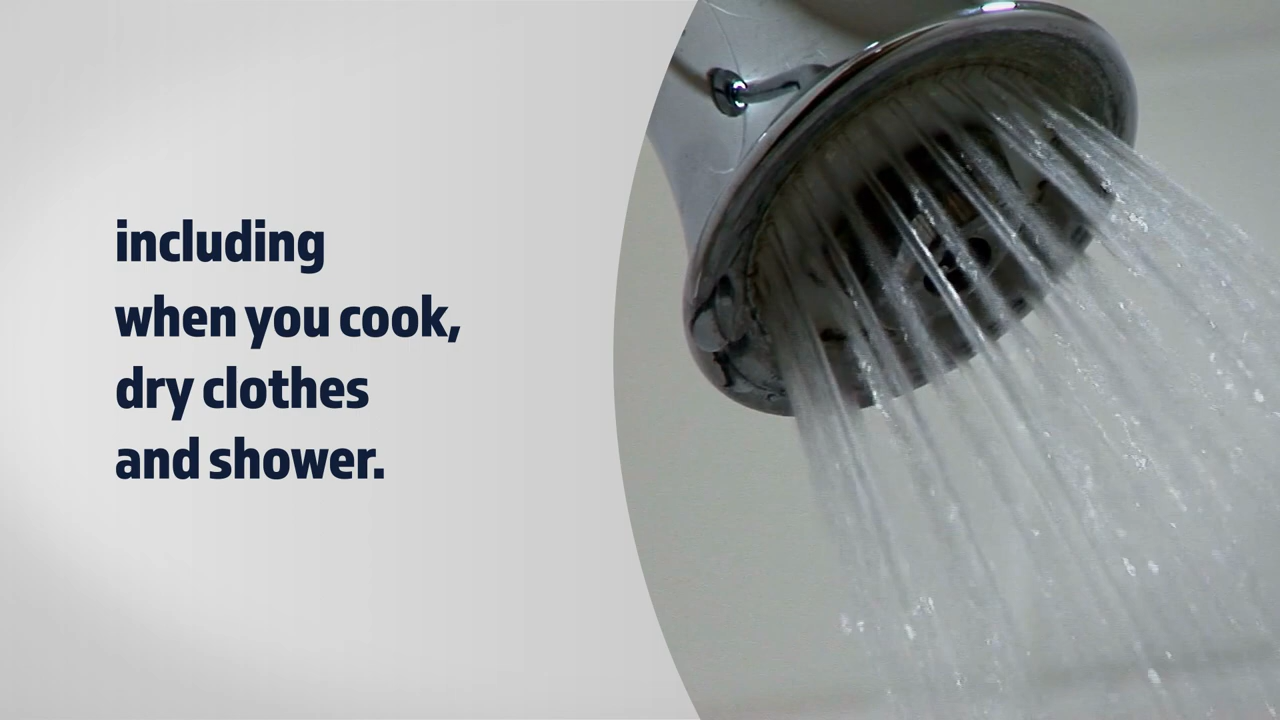 including
when you cook,
dry clothes
and shower.